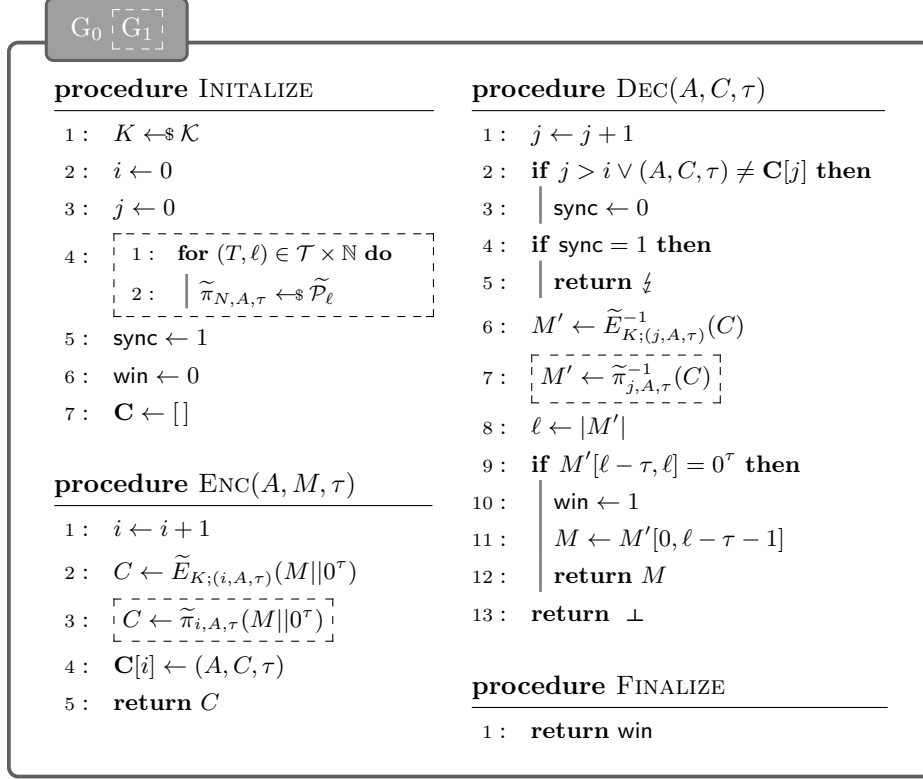 G₀ G₁
procedure INITALIZE
1 : K ←$ 𝒦
2 : i ← 0
3 : j ← 0
4 : 1 : for (T, ℓ) ∈ 𝒯 × ℕ do
2 : π̃_{N,A,τ} ←$ 𝒫̃_ℓ
5 : sync ← 1
6 : win ← 0
7 : C ← [ ]
procedure ENC(A, M, τ)
1 : i ← i + 1
2 : C ← Ẽ_{K;(i,A,τ)}(M||0^τ)
3 : C ← π̃_{i,A,τ}(M||0^τ)
4 : C[i] ← (A, C, τ)
5 : return C
procedure DEC(A, C, τ)
1 : j ← j + 1
2 : if j > i ∨ (A, C, τ) ≠ C[j] then
3 : sync ← 0
4 : if sync = 1 then
5 : return ↯
6 : M′ ← Ẽ^{-1}_{K;(j,A,τ)}(C)
7 : M′ ← π̃^{-1}_{j,A,τ}(C)
8 : ℓ ← |M′|
9 : if M′[ℓ − τ, ℓ] = 0^τ then
10 : win ← 1
11 : M ← M′[0, ℓ − τ − 1]
12 : return M
13 : return ⊥
procedure FINALIZE
1 : return win